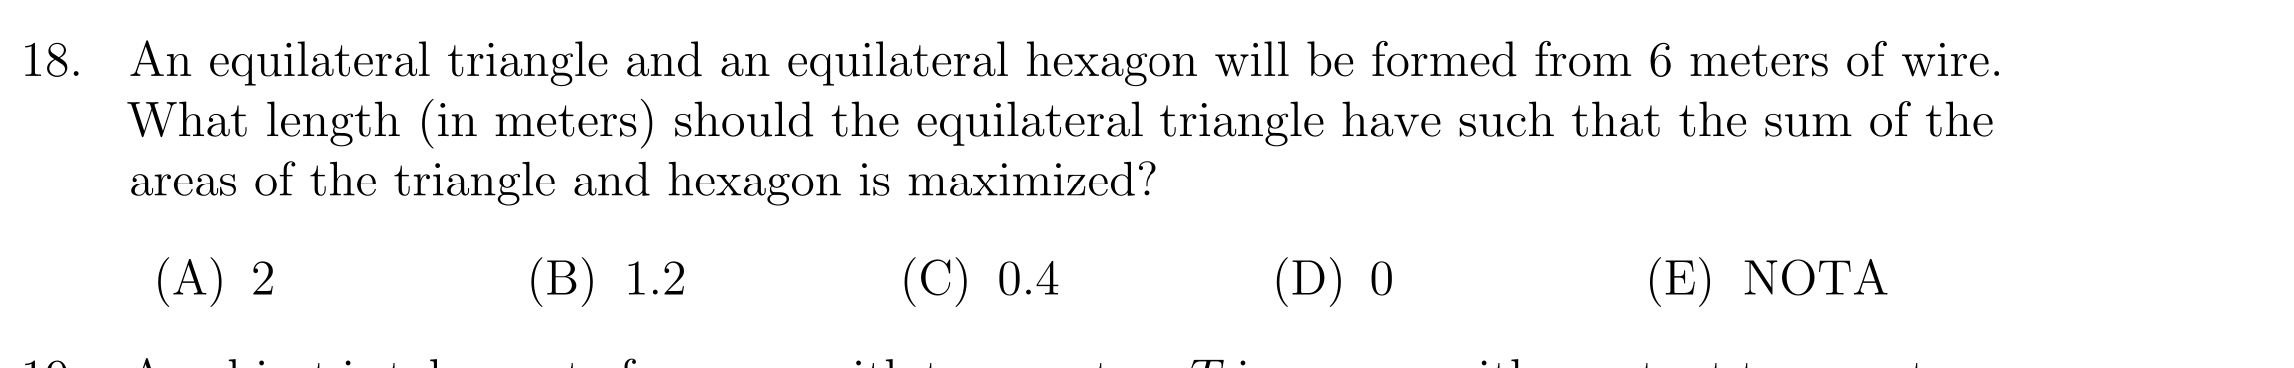 18. An equilateral triangle and an equilateral hexagon will be formed from 6 meters of wire.
What length (in meters) should the equilateral triangle have such that the sum of the
areas of the triangle and hexagon is maximized?
(A) 2 (B) 1.2 (C) 0.4 (D) 0 (E) NOTA